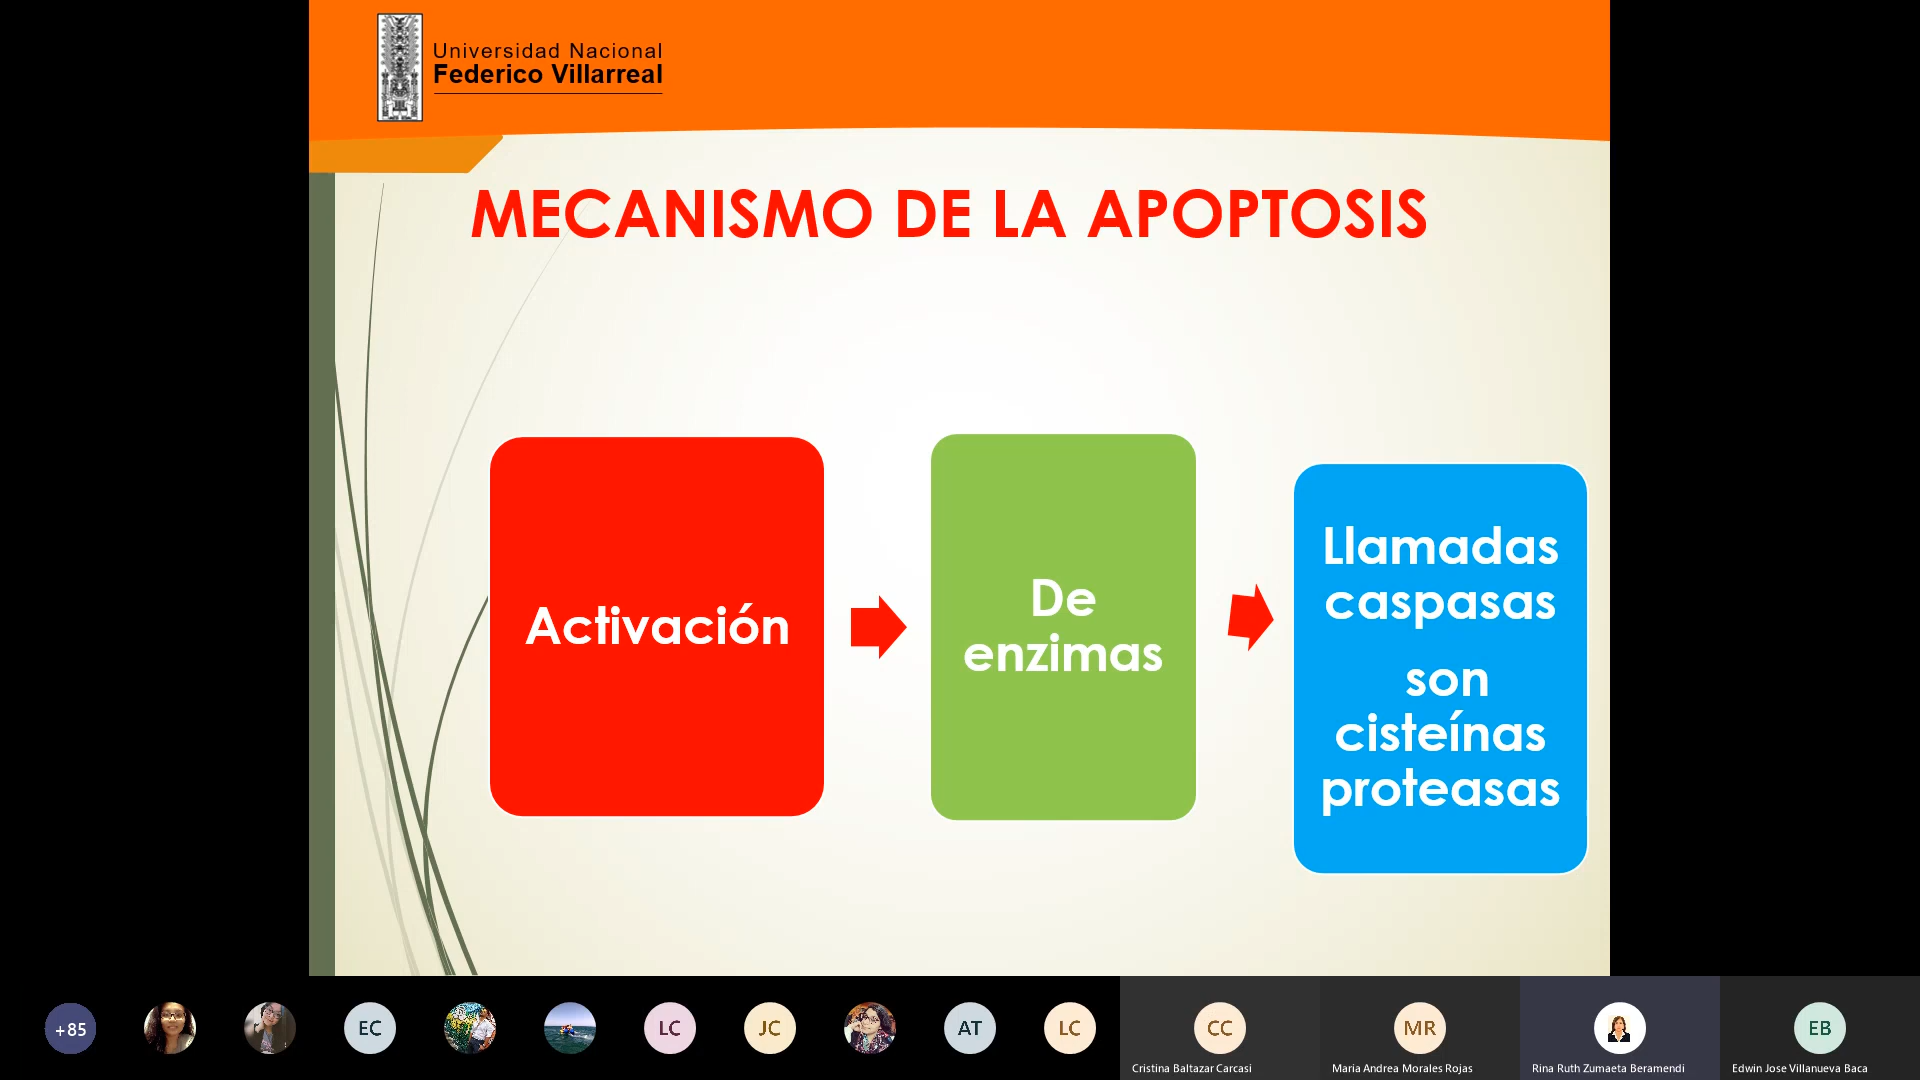 Universidad Nacional
Federico Villarreal
MECANISMO DE LA APOPTOSIS
Activación
De
enzimas
Llamadas
caspasas
son
cisteínas
proteasas
+85
EC
LC
JC
AT
LC
CC
MR
EB
Cristina Baltazar Carcasi
Maria Andrea Morales Rojas
Rina Ruth Zumaeta Beramendi
Edwin Jose Villanueva Baca